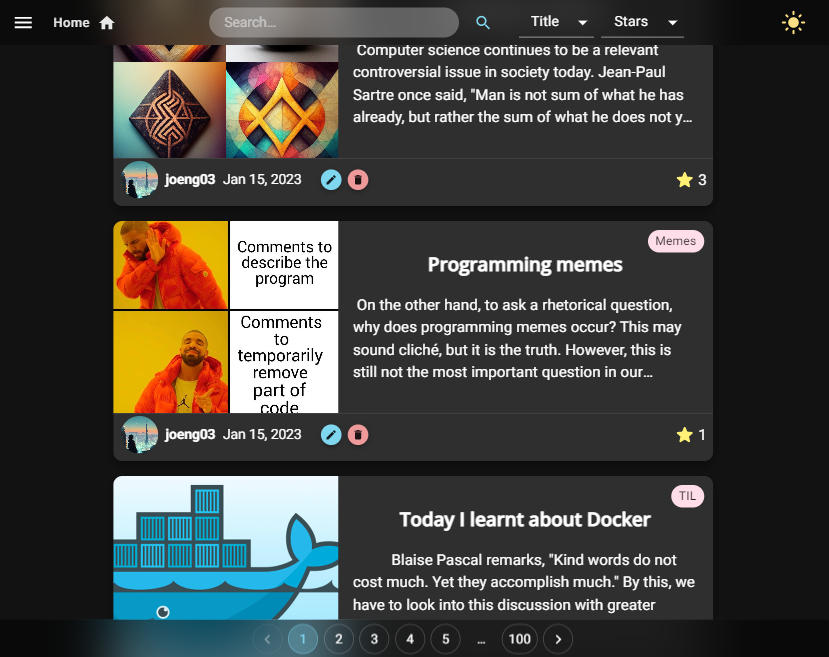 Home
Search...
Title
Stars
Computer science continues to be a relevant
controversial issue in society today. Jean-Paul
Sartre once said, "Man is not sum of what he has
already, but rather the sum of what he does not y...
joeng03 Jan 15, 2023
3
Comments to
describe the
program
Comments
to
temporarily
remove
part of
code
Memes
Programming memes
On the other hand, to ask a rhetorical question,
why does programming memes occur? This may
sound cliché, but it is the truth. However, this is
still not the most important question in our...
joeng03 Jan 15, 2023
1
TIL
Today I learnt about Docker
Blaise Pascal remarks, "Kind words do not
cost much. Yet they accomplish much." By this, we
have to look into this discussion with greater
1 2 3 4 5 ... 100